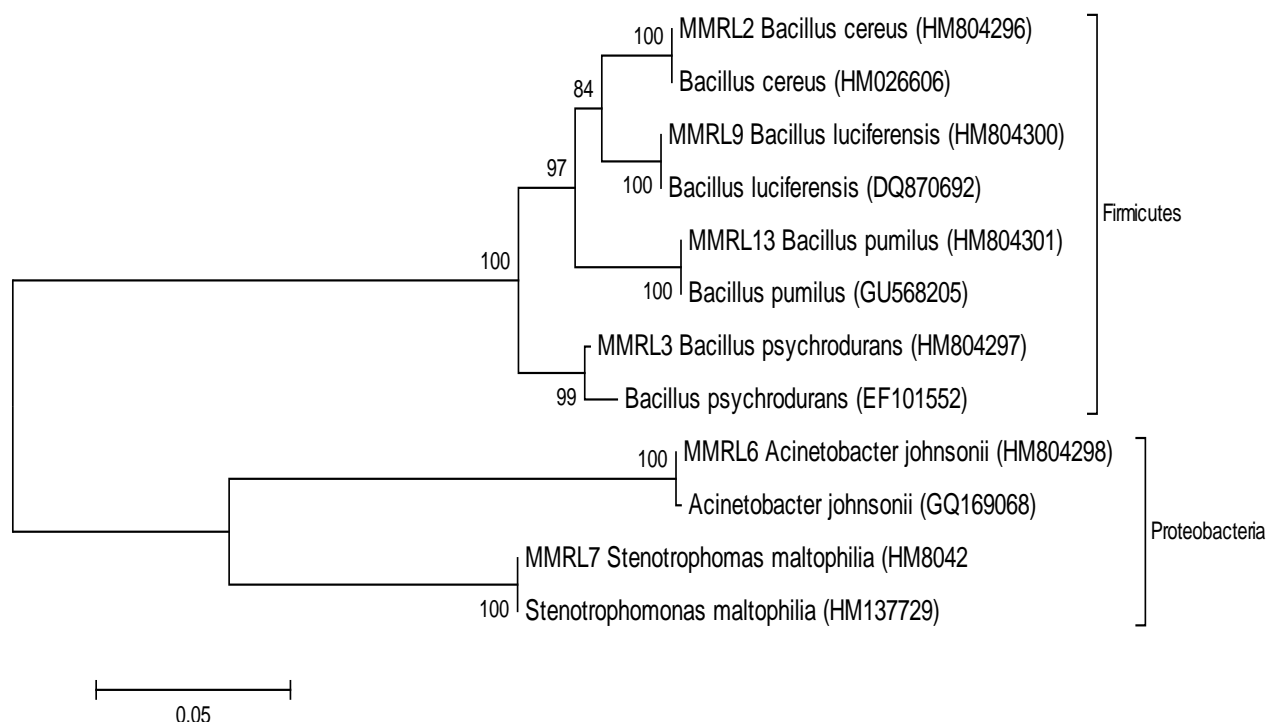 100
MMRL2 Bacillus cereus (HM804296)
Bacillus cereus (HM026606)
84
MMRL9 Bacillus luciferensis (HM804300)
97
100
Bacillus luciferensis (DQ870692)
MMRL13 Bacillus pumilus (HM804301)
Firmicutes
100
100
Bacillus pumilus (GU568205)
MMRL3 Bacillus psychrodurans (HM804297)
99
Bacillus psychrodurans (EF101552)
100
MMRL6 Acinetobacter johnsonii (HM804298)
Acinetobacter johnsonii (GQ169068)
Proteobacteria
MMRL7 Stenotrophomas maltophilia (HM8042
100
Stenotrophomonas maltophilia (HM137729)
0.05